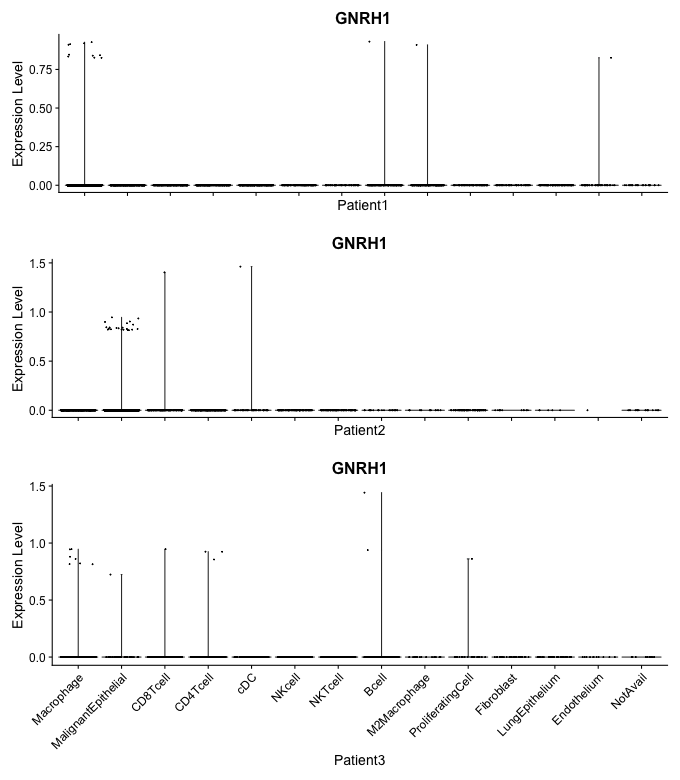 GNRH1
Expression Level
0.75
0.50
0.25
0.00
Patient1
GNRH1
Expression Level
1.5
1.0
0.5
0.0
Patient2
GNRH1
Expression Level
1.5
1.0
0.5
0.0
Macrophage
MalignantEpithelial
CD8Tcell
CD4Tcell
cDC
NKcell
NKTcell
Bcell
M2Macrophage
ProliferatingCell
Fibroblast
LungEpithelium
Endothelium
NotAvail
Patient3